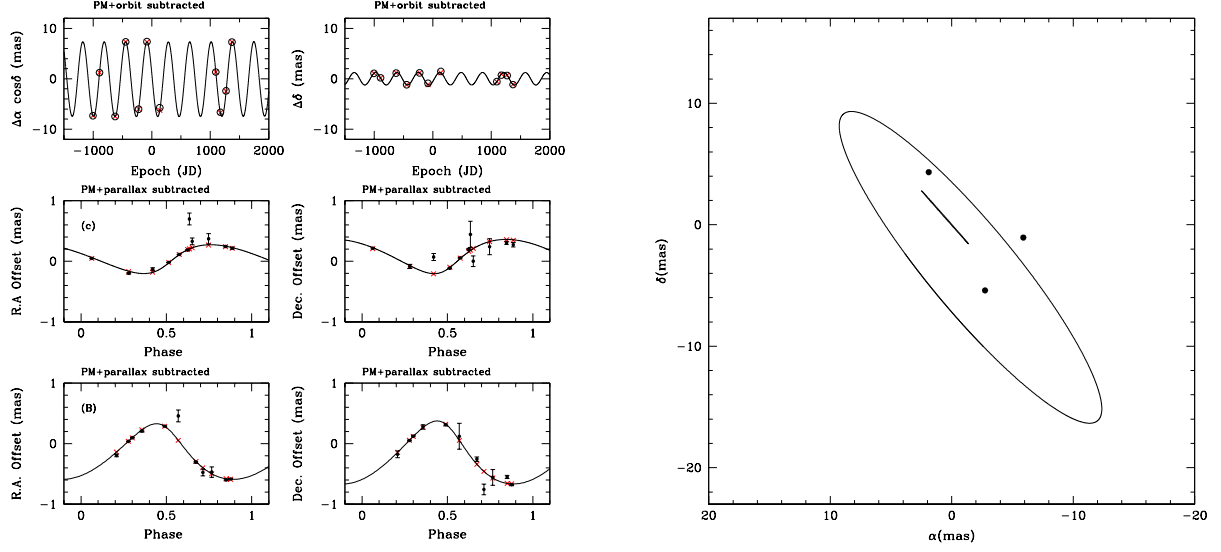 PM+orbit subtracted
PM+orbit subtracted
10
0
-10
Δα cosδ (mas)
-1000 0 1000 2000
Epoch (JD)
10
0
-10
Δδ (mas)
-1000 0 1000 2000
Epoch (JD)
PM+parallax subtracted
PM+parallax subtracted
(c)
1
0
-1
R.A Offset (mas)
0 0.5 1
Phase
1
0
-1
Dec. Offset (mas)
0 0.5 1
Phase
PM+parallax subtracted
PM+parallax subtracted
(B)
1
0
-1
R.A. Offset (mas)
0 0.5 1
Phase
1
0
-1
Dec. Offset (mas)
0 0.5 1
Phase
10
0
-10
-20
δ(mas)
20 10 0 -10 -20
α(mas)